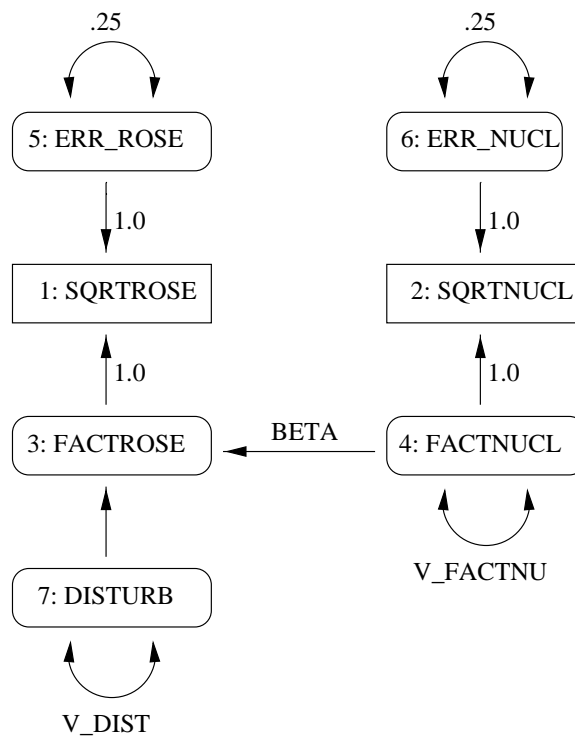 .25 .25
5: ERR_ROSE 6: ERR_NUCL
1.0 1.0
1: SQRTROSE 2: SQRTNUCL
1.0 1.0
BETA
3: FACTROSE 4: FACTNUCL
V_FACTNU
7: DISTURB
V_DIST